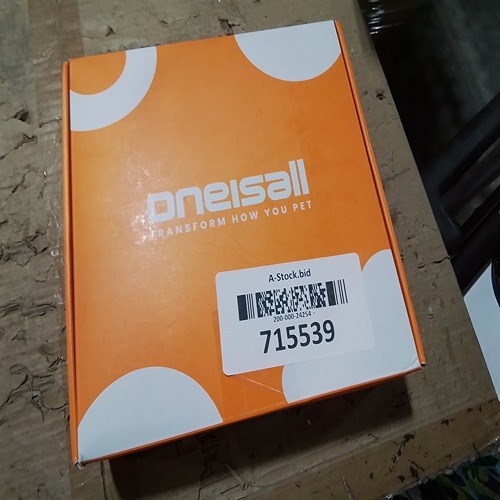 oneisall
TRANSFORM HOW YOU PET
A-Stock.bid
200-000-24254
715539